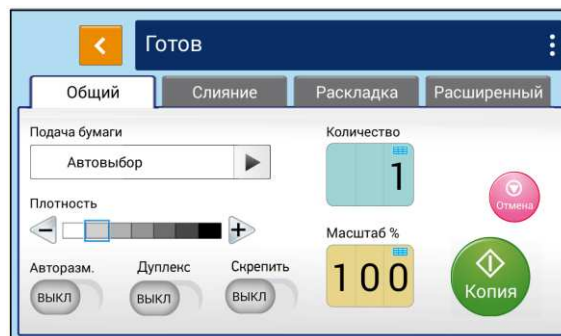 Готов
Общий Слияние Раскладка Расширенный
Подача бумаги
Автовыбор
Количество
1
Отмена
Плотность
Масштаб %
100
Авторазм. Дуплекс Скрепить
ВЫКЛ ВЫКЛ ВЫКЛ
Копия